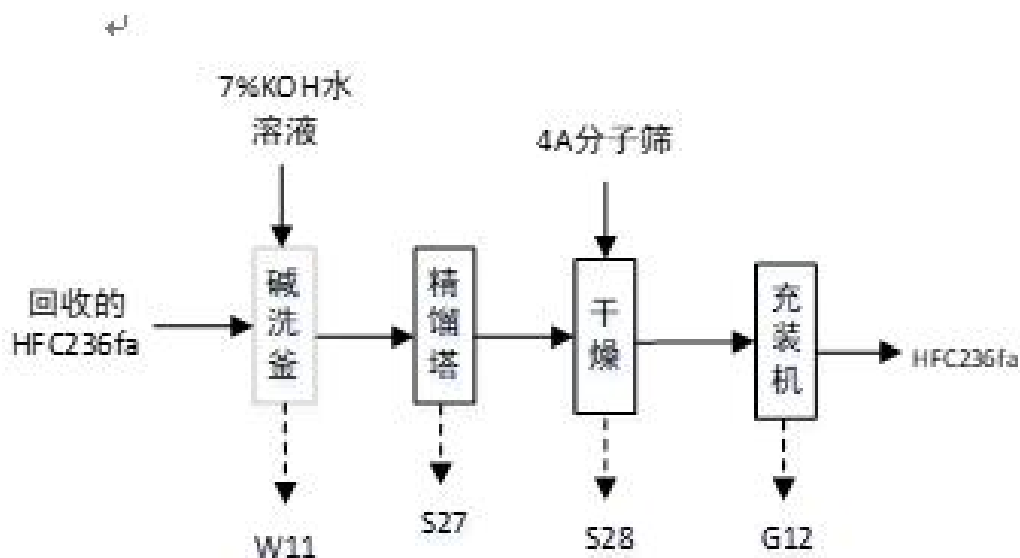 7%KOH水
溶液
4A分子筛
回收的
HFC236fa
碱
洗
釜
精
馏
塔
干
燥
充
装
机
HFC236fa
W11
S27
S28
G12